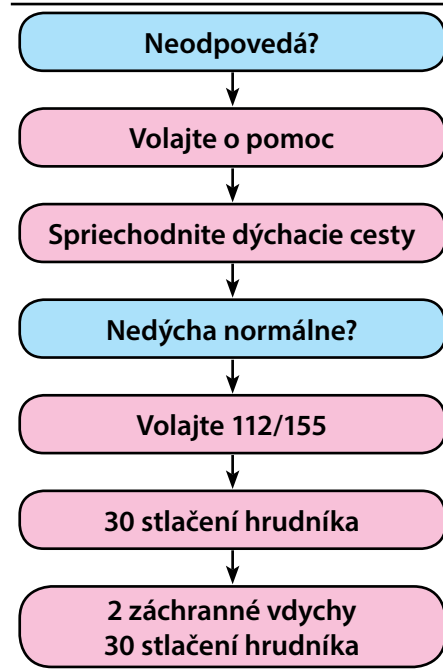 Neodpovedá?
Volajte o pomoc
Spriechodnite dýchacie cesty
Nedýcha normálne?
Volajte 112/155
30 stlačení hrudníka
2 záchranné vdychy
30 stlačení hrudníka